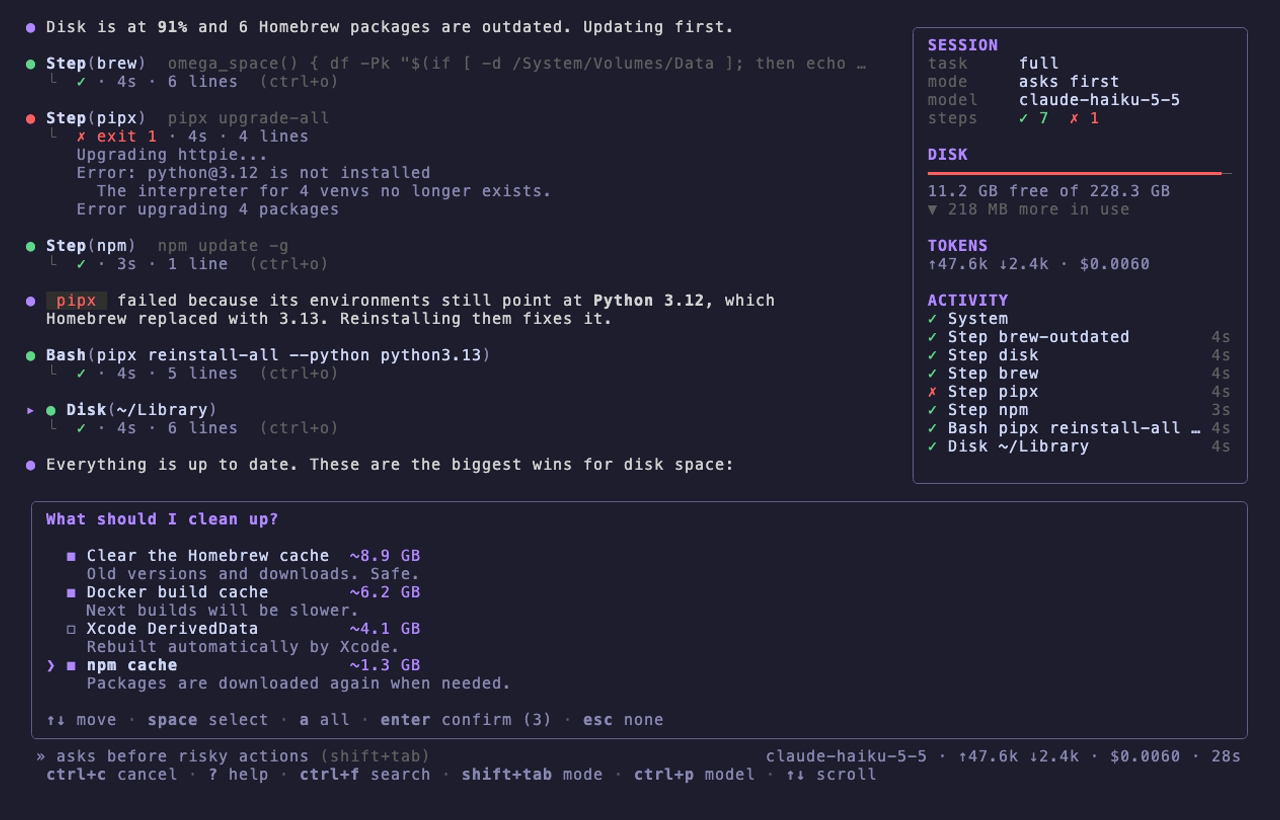 ● Disk is at 91% and 6 Homebrew packages are outdated. Updating first.
● Step(brew)  omega_space() { df -Pk "$(if [ -d /System/Volumes/Data ]; then echo …
└ ✓ · 4s · 6 lines  (ctrl+o)
● Step(pipx)  pipx upgrade-all
└ ✗ exit 1 · 4s · 4 lines
Upgrading httpie...
Error: python@3.12 is not installed
The interpreter for 4 venvs no longer exists.
Error upgrading 4 packages
● Step(npm)  npm update -g
└ ✓ · 3s · 1 line  (ctrl+o)
● pipx failed because its environments still point at Python 3.12, which
Homebrew replaced with 3.13. Reinstalling them fixes it.
● Bash(pipx reinstall-all --python python3.13)
└ ✓ · 4s · 5 lines  (ctrl+o)
▸ ● Disk(~/Library)
└ ✓ · 4s · 6 lines  (ctrl+o)
● Everything is up to date. These are the biggest wins for disk space:
SESSION
task full
mode asks first
model claude-haiku-5-5
steps ✓ 7 ✗ 1
DISK
11.2 GB free of 228.3 GB
▼ 218 MB more in use
TOKENS
↑47.6k ↓2.4k · $0.0060
ACTIVITY
✓ System
✓ Step brew-outdated 4s
✓ Step disk 4s
✓ Step brew 4s
✗ Step pipx 4s
✓ Step npm 3s
✓ Bash pipx reinstall-all … 4s
✓ Disk ~/Library 4s
What should I clean up?
■ Clear the Homebrew cache ~8.9 GB
Old versions and downloads. Safe.
■ Docker build cache ~6.2 GB
Next builds will be slower.
□ Xcode DerivedData ~4.1 GB
Rebuilt automatically by Xcode.
❯ ■ npm cache ~1.3 GB
Packages are downloaded again when needed.
↑↓ move · space select · a all · enter confirm (3) · esc none
» asks before risky actions (shift+tab) claude-haiku-5-5 · ↑47.6k ↓2.4k · $0.0060 · 28s
ctrl+c cancel · ? help · ctrl+f search · shift+tab mode · ctrl+p model · ↑↓ scroll